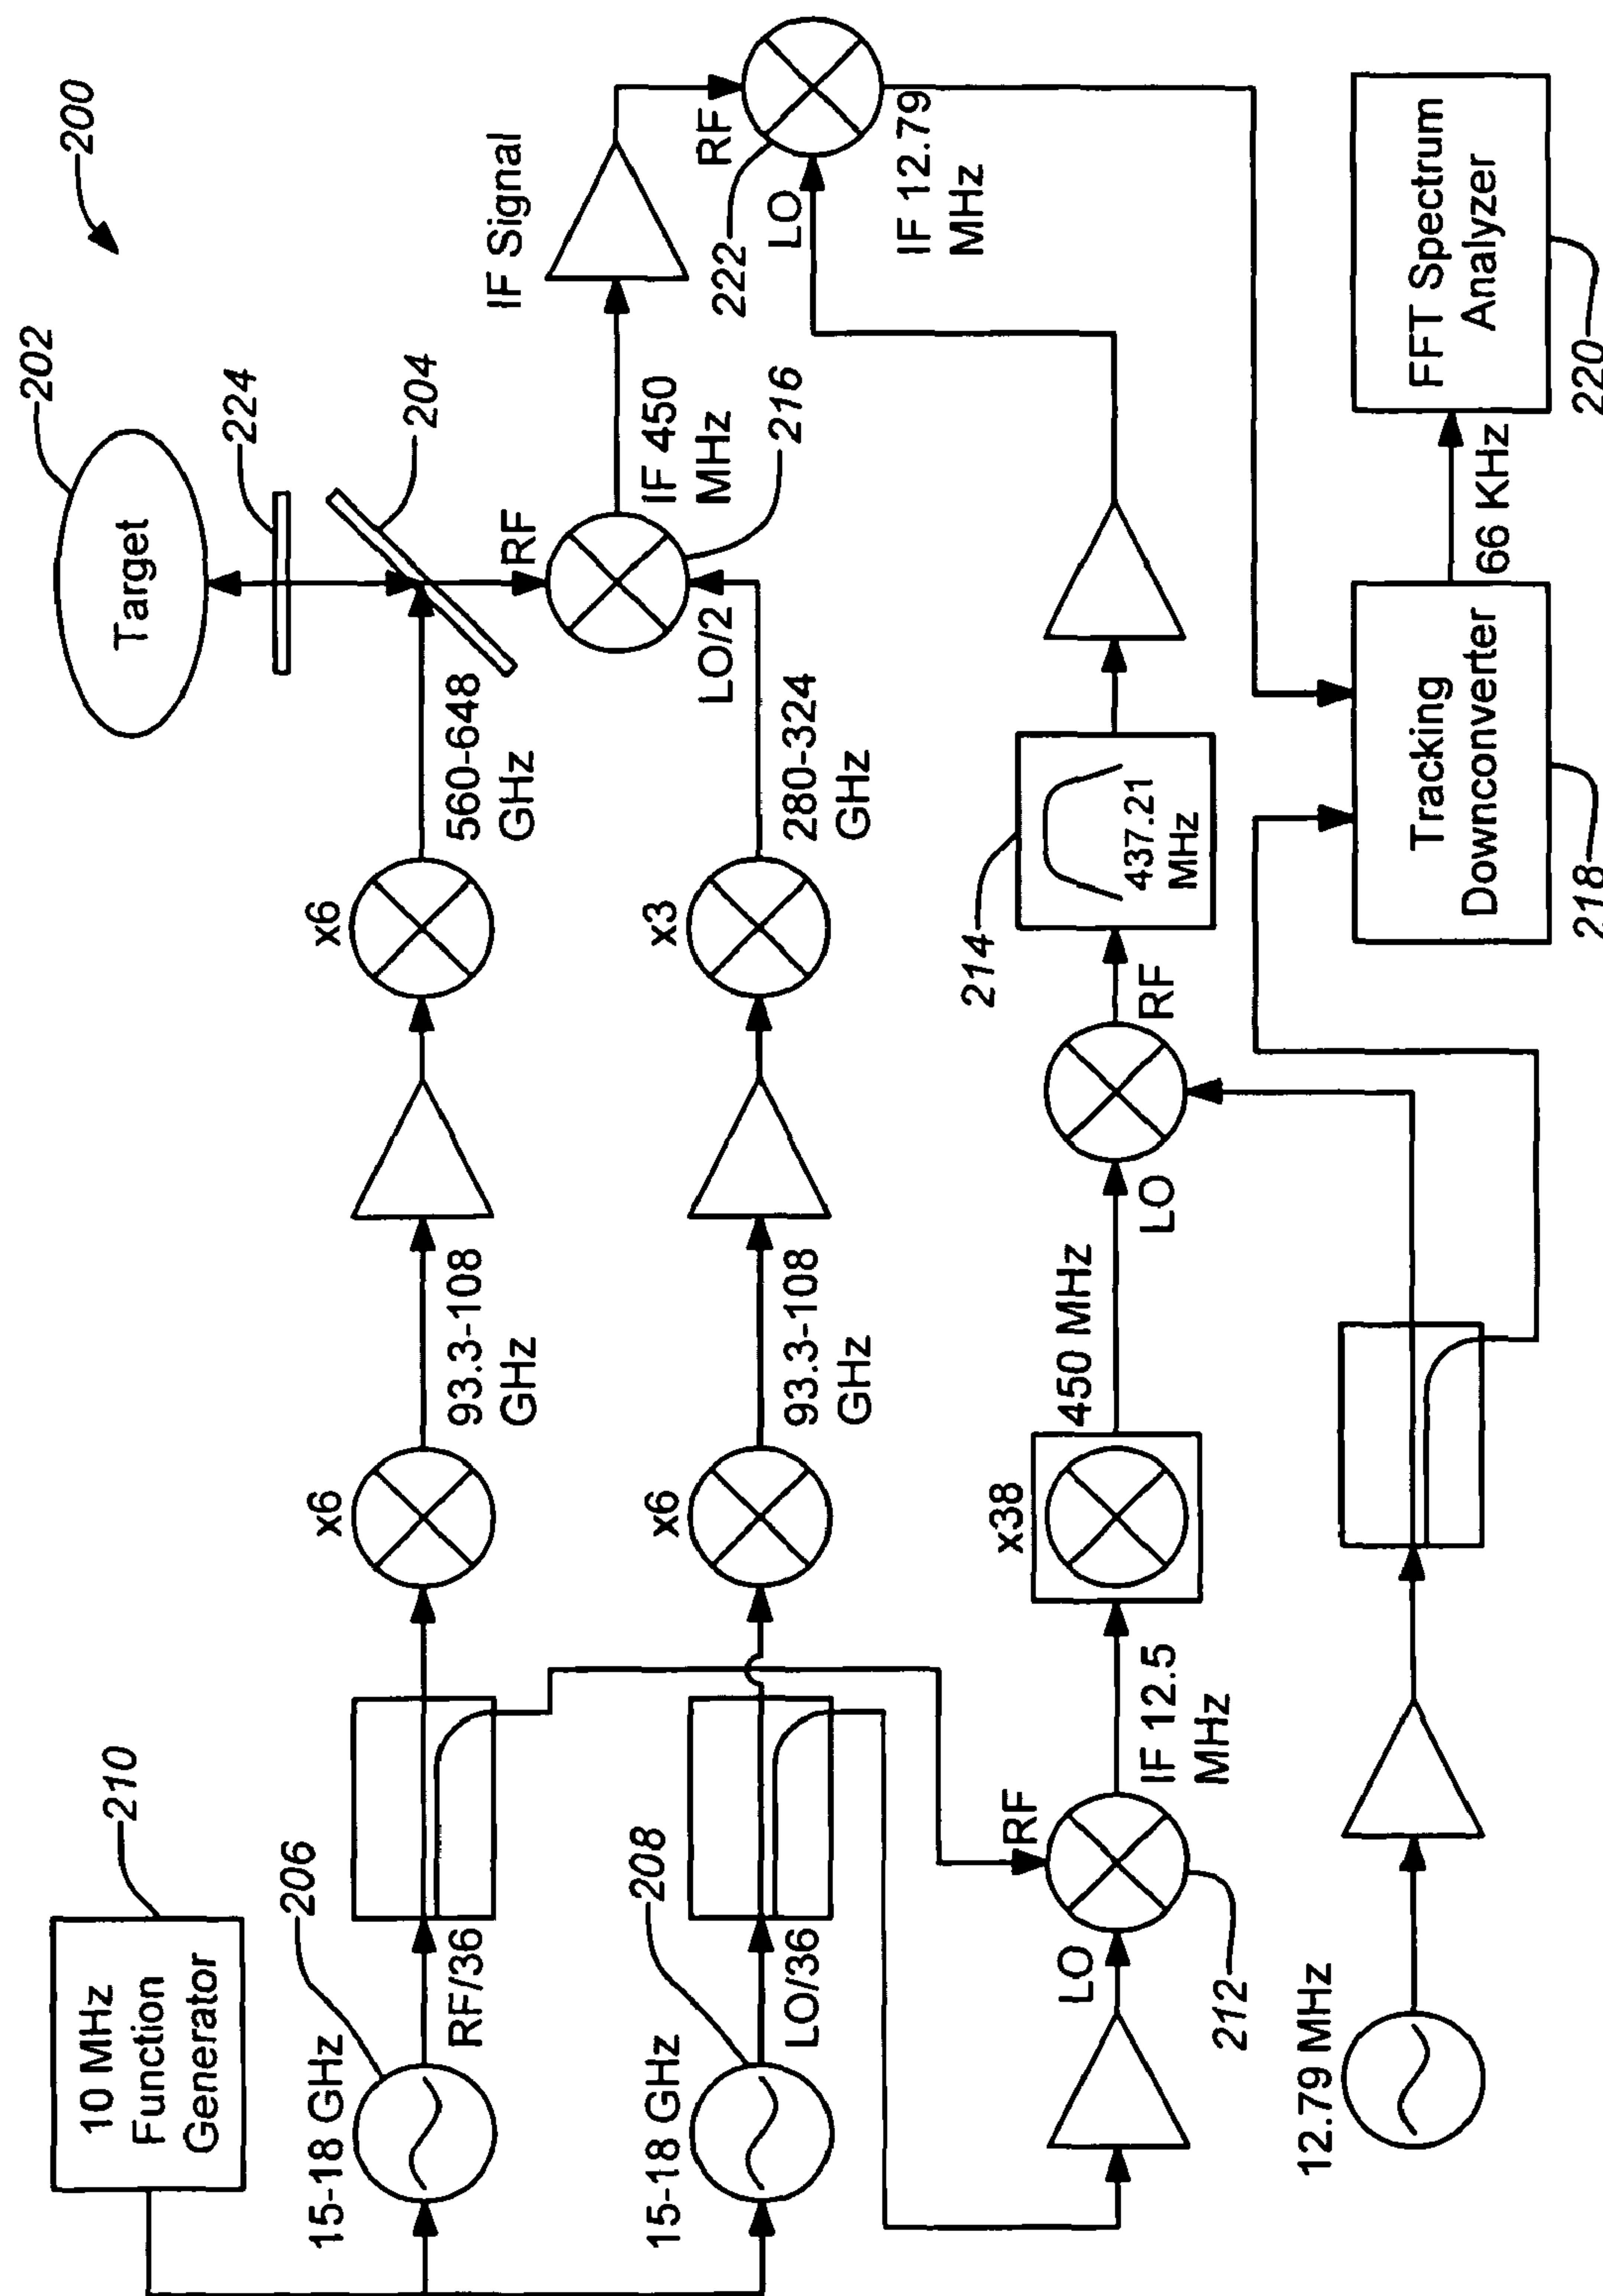 200
202
Target
224
204
10 MHz
Function
Generator
210
15-18 GHz
206
RF/36
x6
93.3-108
GHz
x6
560-648
GHz
RF
IF Signal
IF 450
MHz
216
LO/2
15-18 GHz
208
LO/36
x6
93.3-108
GHz
x3
280-324
GHz
RF
222
LO
IF 12.79
MHz
LO
RF
212
IF 12.5
MHz
x38
450 MHz
LO
RF
214
437.21
MHz
12.79 MHz
Tracking
Downconverter
218
66 KHz
FFT Spectrum
Analyzer
220